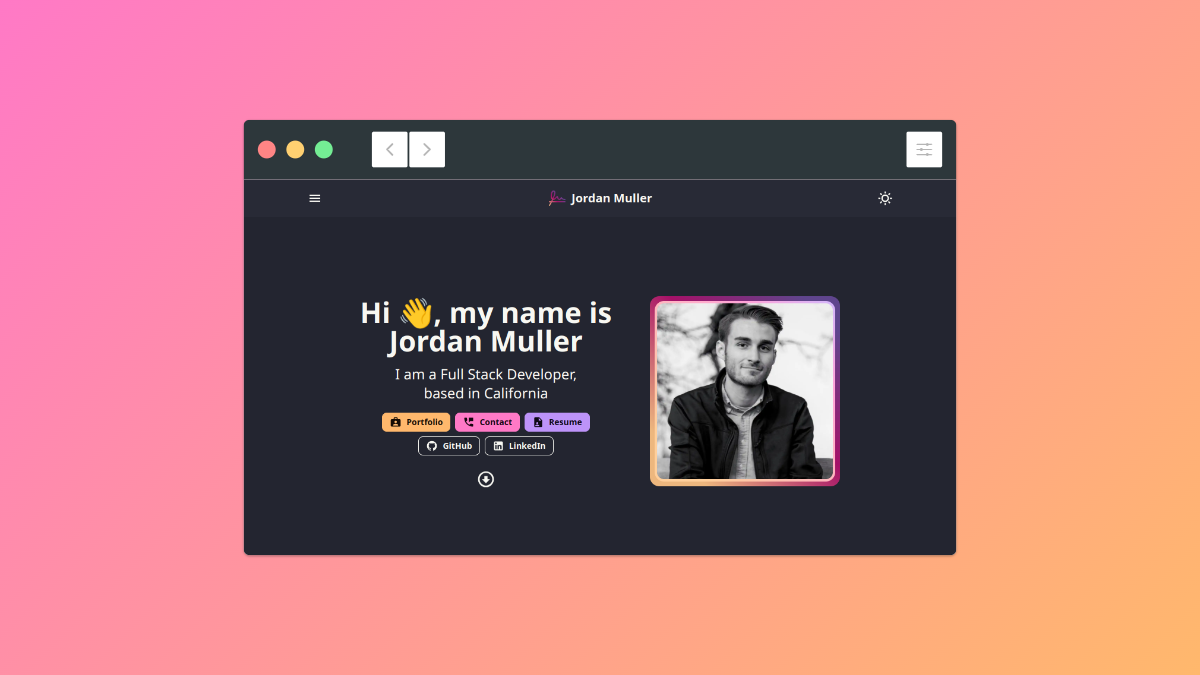 Jordan Muller
Hi 👋, my name is
Jordan Muller
I am a Full Stack Developer,
based in California
Portfolio Contact Resume
GitHub LinkedIn